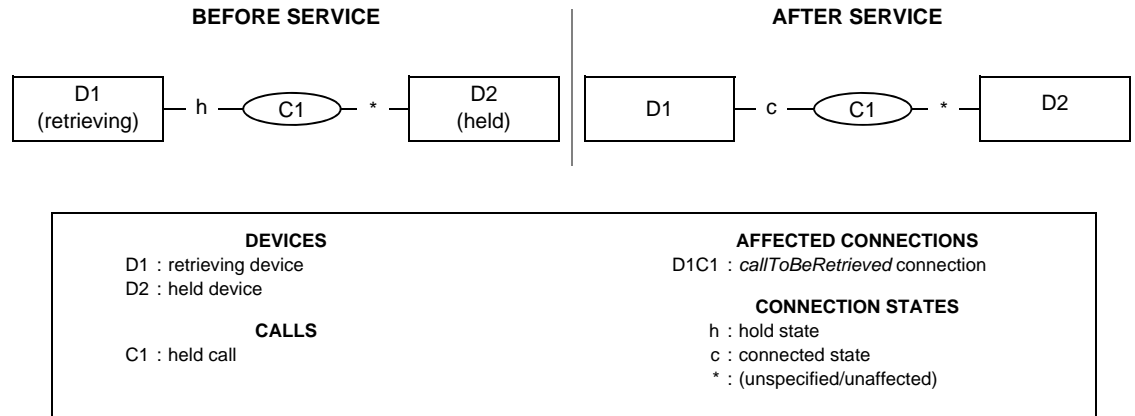 BEFORE SERVICE
AFTER SERVICE
D1
(retrieving)
h
C1
*
D2
(held)
D1
c
C1
*
D2
DEVICES
D1 : retrieving device
D2 : held device
CALLS
C1 : held call
AFFECTED CONNECTIONS
D1C1 : callToBeRetrieved connection
CONNECTION STATES
h : hold state
c : connected state
* : (unspecified/unaffected)